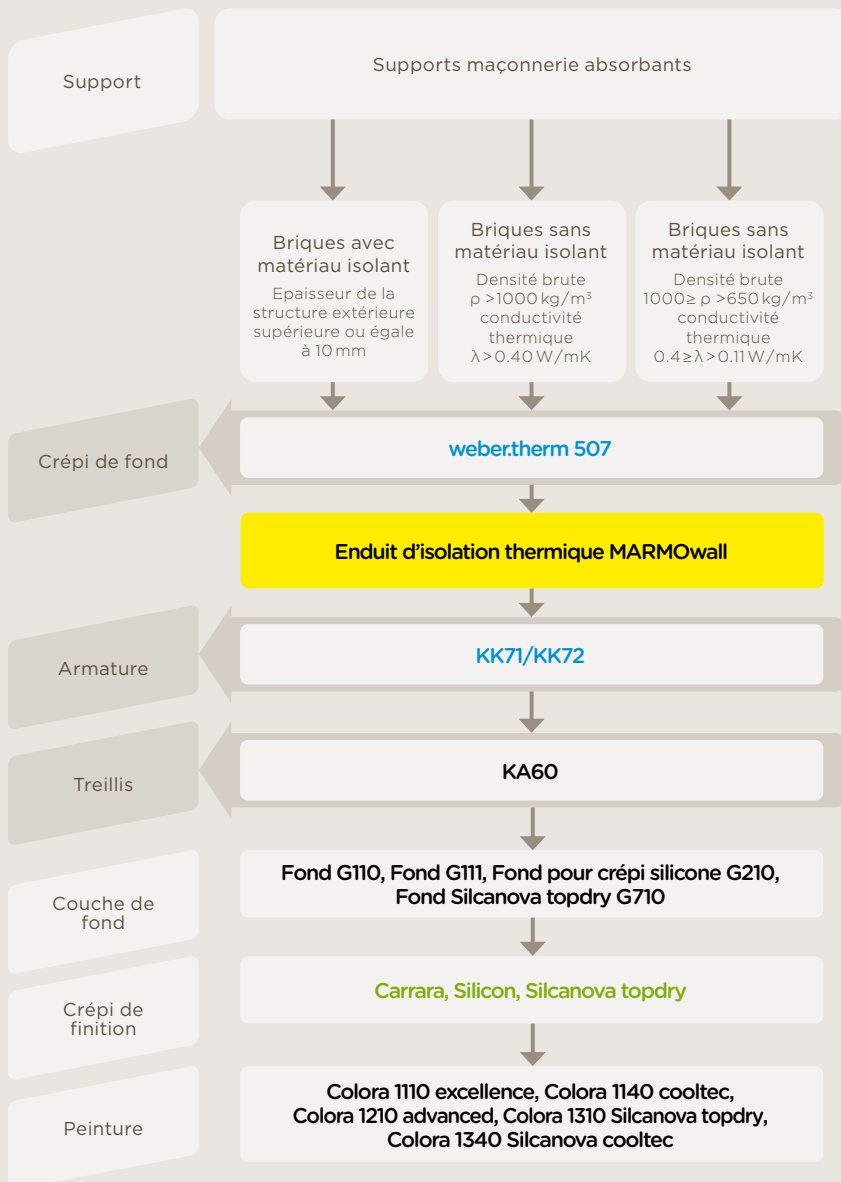 Support
Supports maçonnerie absorbants
Briques avec
matériau isolant
Epaisseur de la
structure extérieure
supérieure ou égale
à 10 mm
Briques sans
matériau isolant
Densité brute
ρ >1000 kg/m³
conductivité
thermique
λ>0.40 W/mK
Briques sans
matériau isolant
Densité brute
1000≥ ρ >650 kg/m³
conductivité
thermique
0.4≥λ>0.11 W/mK
Crépi de fond
weber.therm 507
Enduit d’isolation thermique MARMOwall
Armature
KK71/KK72
Treillis
KA60
Couche de
fond
Fond G110, Fond G111, Fond pour crépi silicone G210,
Fond Silcanova topdry G710
Crépi de
finition
Carrara, Silicon, Silcanova topdry
Peinture
Colora 1110 excellence, Colora 1140 cooltec,
Colora 1210 advanced, Colora 1310 Silcanova topdry,
Colora 1340 Silcanova cooltec